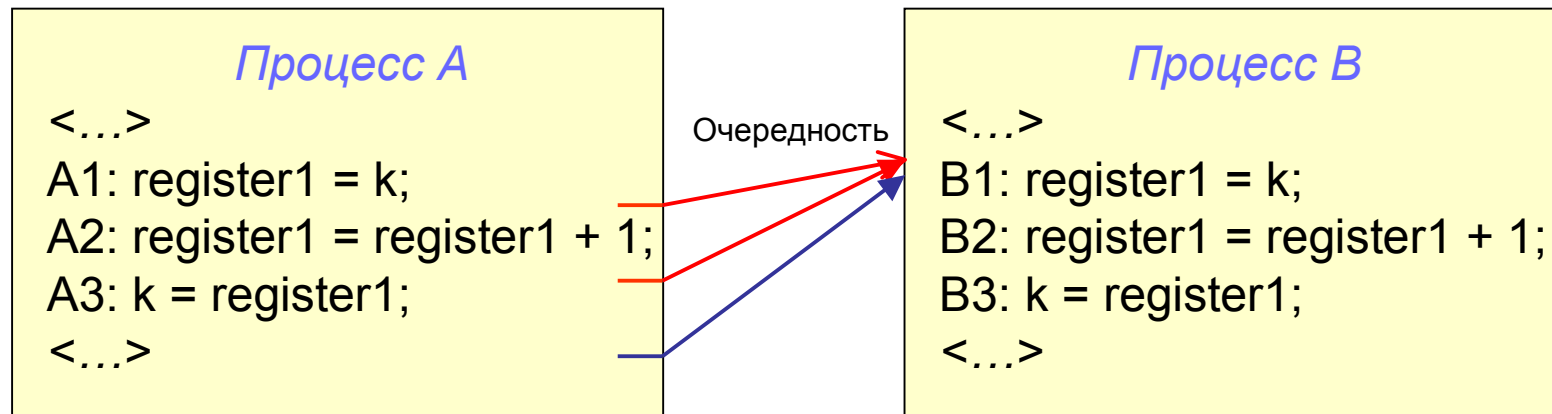 Процесс А
<...>
A1: register1 = k;
A2: register1 = register1 + 1;
A3: k = register1;
<...>
Очередность
Процесс В
<...>
B1: register1 = k;
B2: register1 = register1 + 1;
B3: k = register1;
<...>